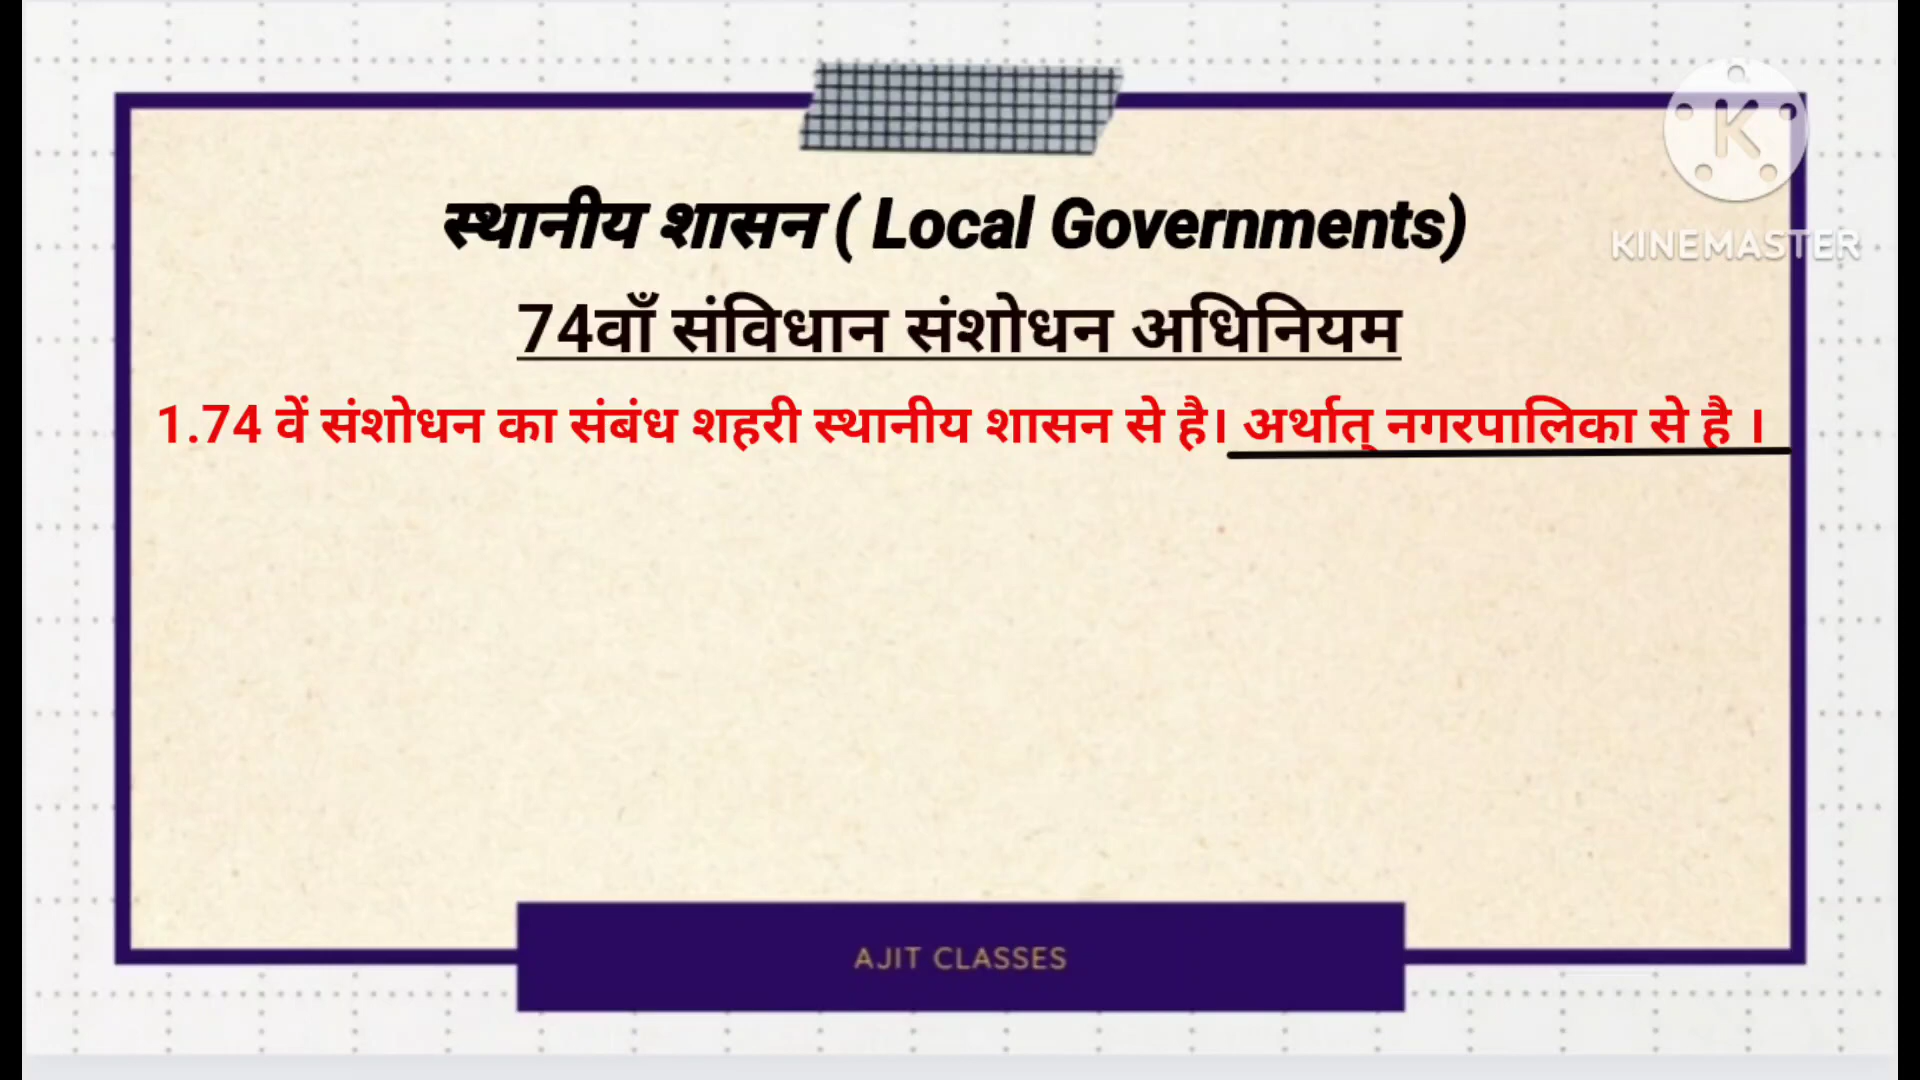 स्थानीय शासन ( Local Governments)
74वाँ संविधान संशोधन अधिनियम
1.74 वें संशोधन का संबंध शहरी स्थानीय शासन से है। अर्थात् नगरपालिका से है ।
K
KINEMASTER
AJIT CLASSES